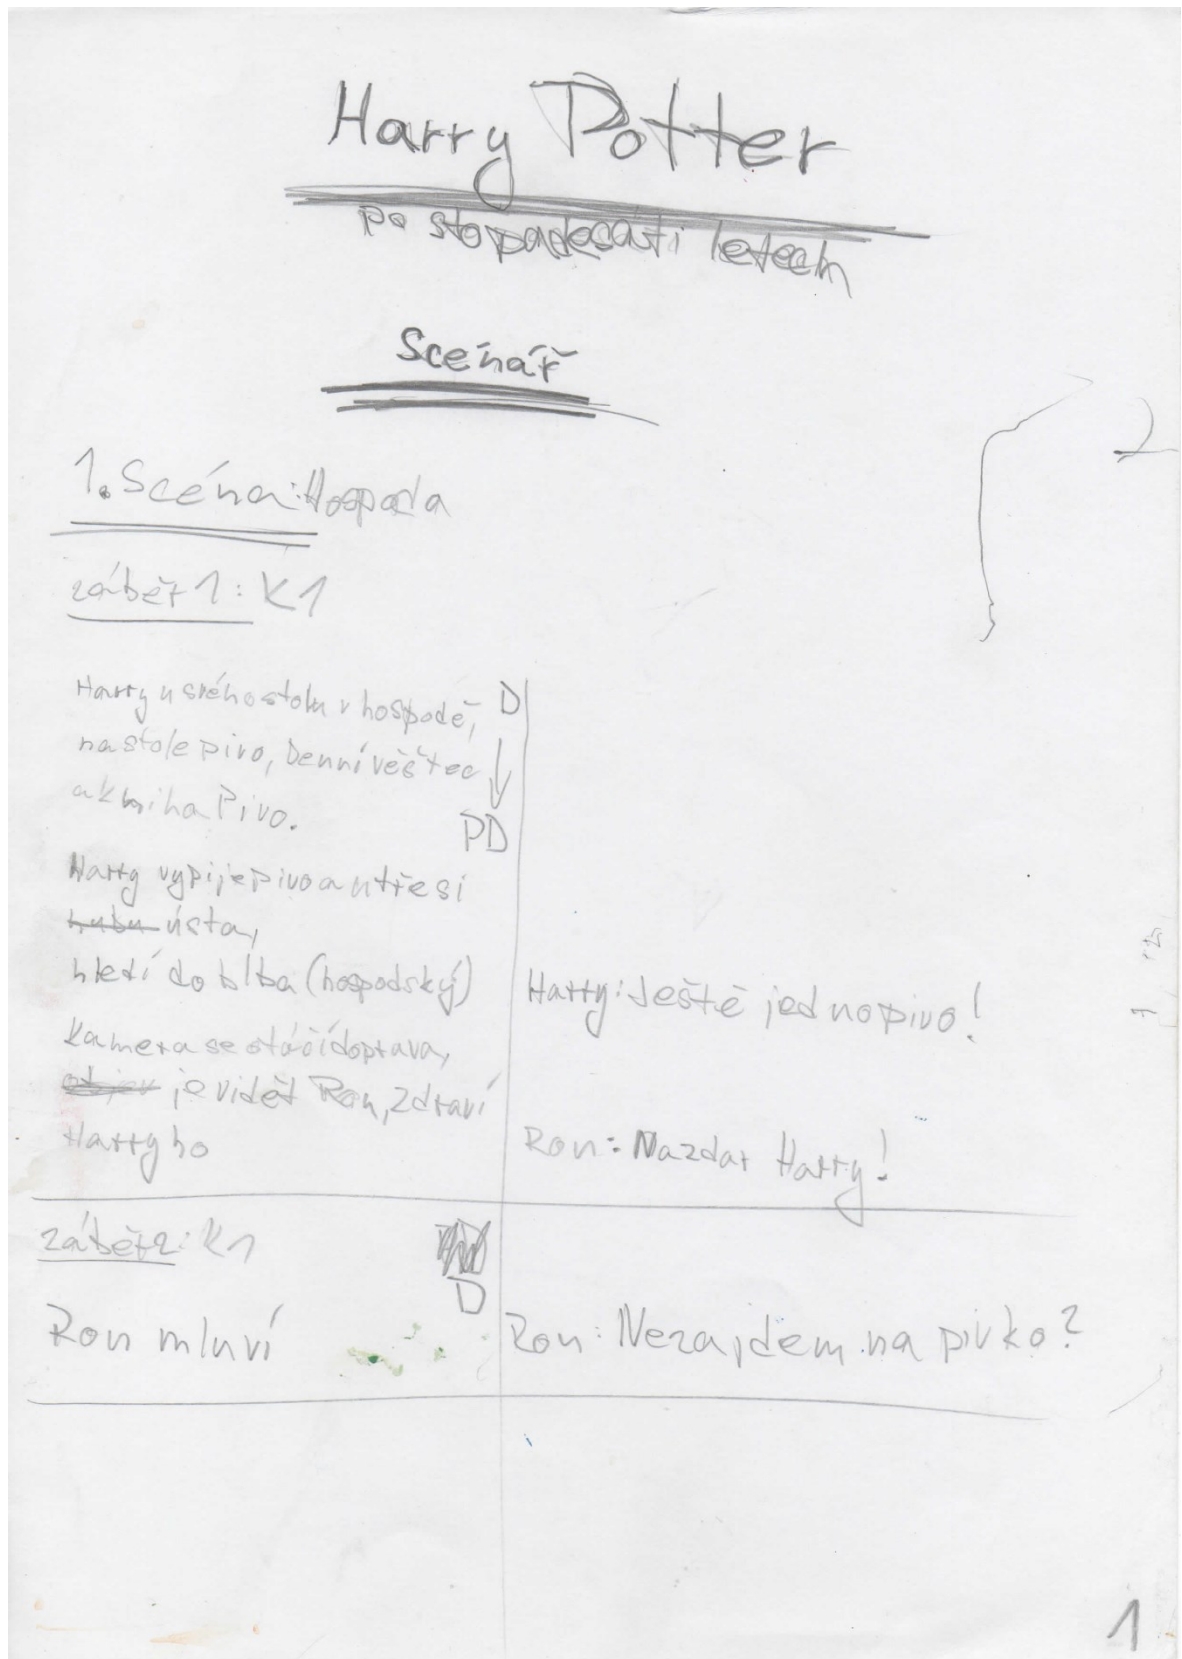 Harry Potter
po stopadesáti letech
Scénář
2
1. Scéna: Hospoda
záběr 1: K1
Harry u svého stolu v hospodě, D
na stole pivo, Denní věštec
a kniha Pivo.
PD
Harry vypije pivo a utře si
hubu ústa,
hledí do blba (hospodský)
Harry: Ještě jedno pivo!
Kamera se otáčí doprava,
je vidět Ron, zdraví
Harryho
Ron: Nazdar Harry!
záběr 2: K1
D
Ron mluví
Ron: Nezajdem na pivko?
1